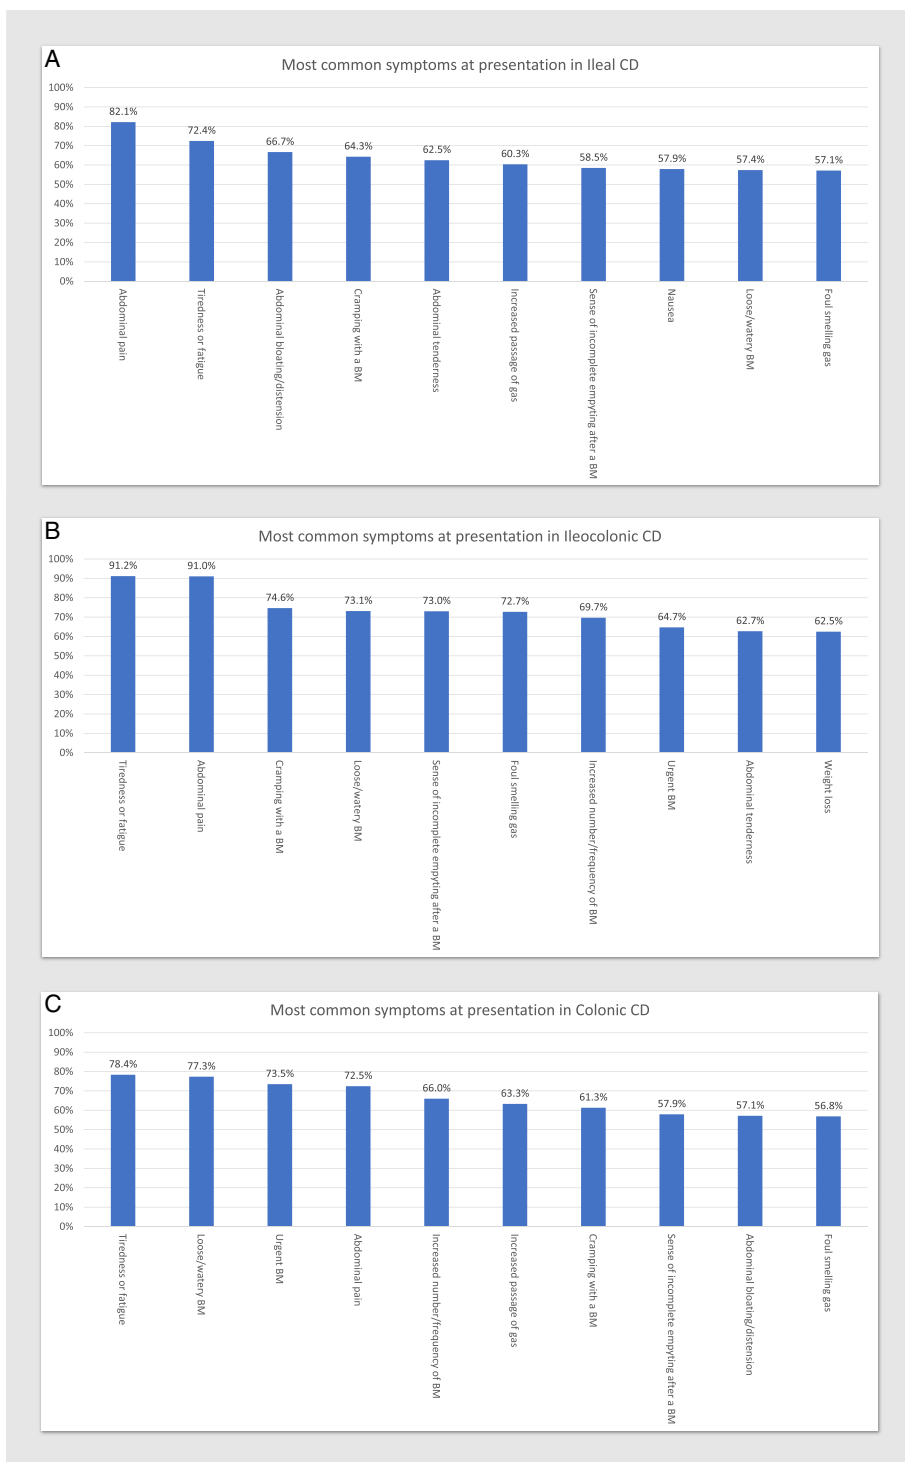 A
Most common symptoms at presentation in Ileal CD
100%
90%
80%
70%
60%
50%
40%
30%
20%
10%
0%
82.1%
72.4%
66.7%
64.3%
62.5%
60.3%
58.5%
57.9%
57.4%
57.1%
Abdominal pain
Tiredness or fatigue
Abdominal bloating/distension
Cramping with a BM
Abdominal tenderness
Increased passage of gas
Sense of incomplete empyting after a BM
Nausea
Loose/watery BM
Foul smelling gas
B
Most common symptoms at presentation in Ileocolonic CD
100%
90%
80%
70%
60%
50%
40%
30%
20%
10%
0%
91.2%
91.0%
74.6%
73.1%
73.0%
72.7%
69.7%
64.7%
62.7%
62.5%
Tiredness or fatigue
Abdominal pain
Cramping with a BM
Loose/watery BM
Sense of incomplete empyting after a BM
Foul smelling gas
Increased number/frequency of BM
Urgent BM
Abdominal tenderness
Weight loss
C
Most common symptoms at presentation in Colonic CD
100%
90%
80%
70%
60%
50%
40%
30%
20%
10%
0%
78.4%
77.3%
73.5%
72.5%
66.0%
63.3%
61.3%
57.9%
57.1%
56.8%
Tiredness or fatigue
Loose/watery BM
Urgent BM
Abdominal pain
Increased number/frequency of BM
Increased passage of gas
Cramping with a BM
Sense of incomplete empyting after a BM
Abdominal bloating/distension
Foul smelling gas